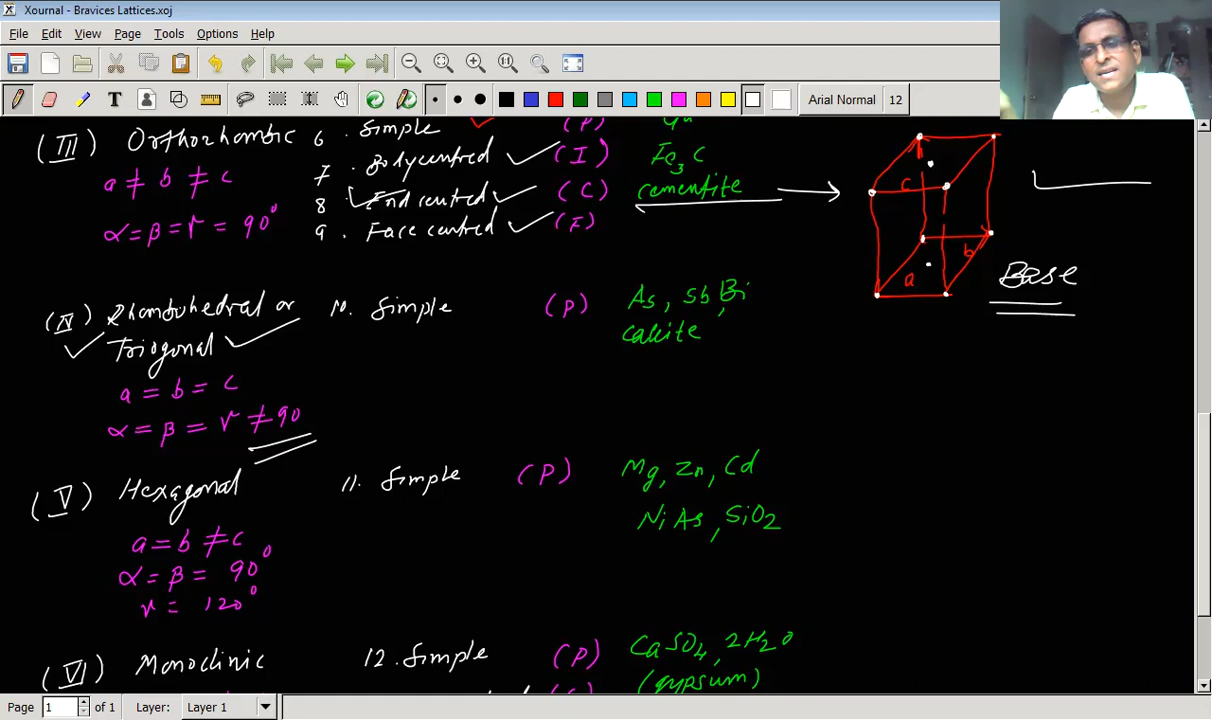 Xournal - Bravices Lattices.xoj
File Edit View Page Tools Options Help
Arial Normal 12
(III) Orthorhombic 6. Simple (P)
a ≠ b ≠ c 7. Bodycentred (I) Fe3C
α = β = γ = 90° 8. End centred (C) cementite
9. Face centred (F)
c
b
a
Base
(IV) Rhombohedral or 10. Simple (P) As, Sb, Bi
Triogonal calcite
a = b = c
α = β = γ ≠ 90
(V) Hexagonal 11. Simple (P) Mg, Zn, Cd
NiAs, SiO2
a = b ≠ c
α = β = 90°
γ = 120°
(VI) Monoclinic 12. Simple (P) CaSO4, 2H2O
(gypsum)
Page 1 of 1 Layer: Layer 1